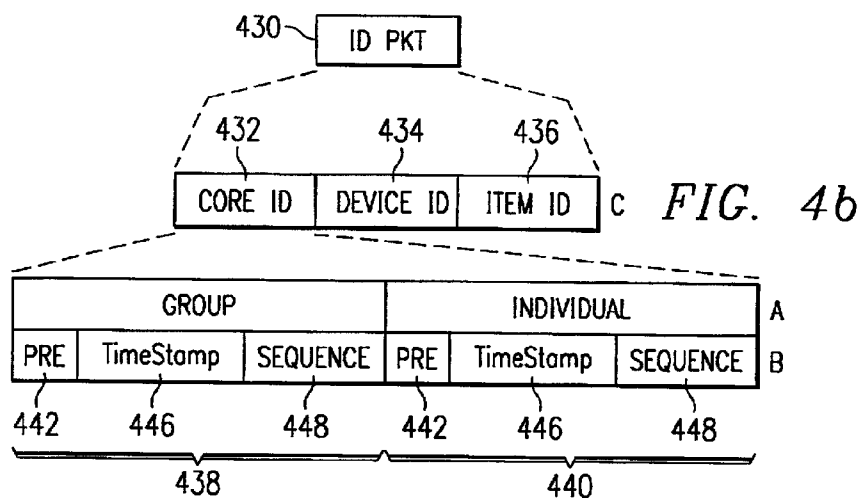 430 ID PKT
432 434 436
CORE ID DEVICE ID ITEM ID C FIG. 4b
GROUP INDIVIDUAL A
PRE TimeStamp SEQUENCE PRE TimeStamp SEQUENCE B
442 446 448 442 446 448
438 440